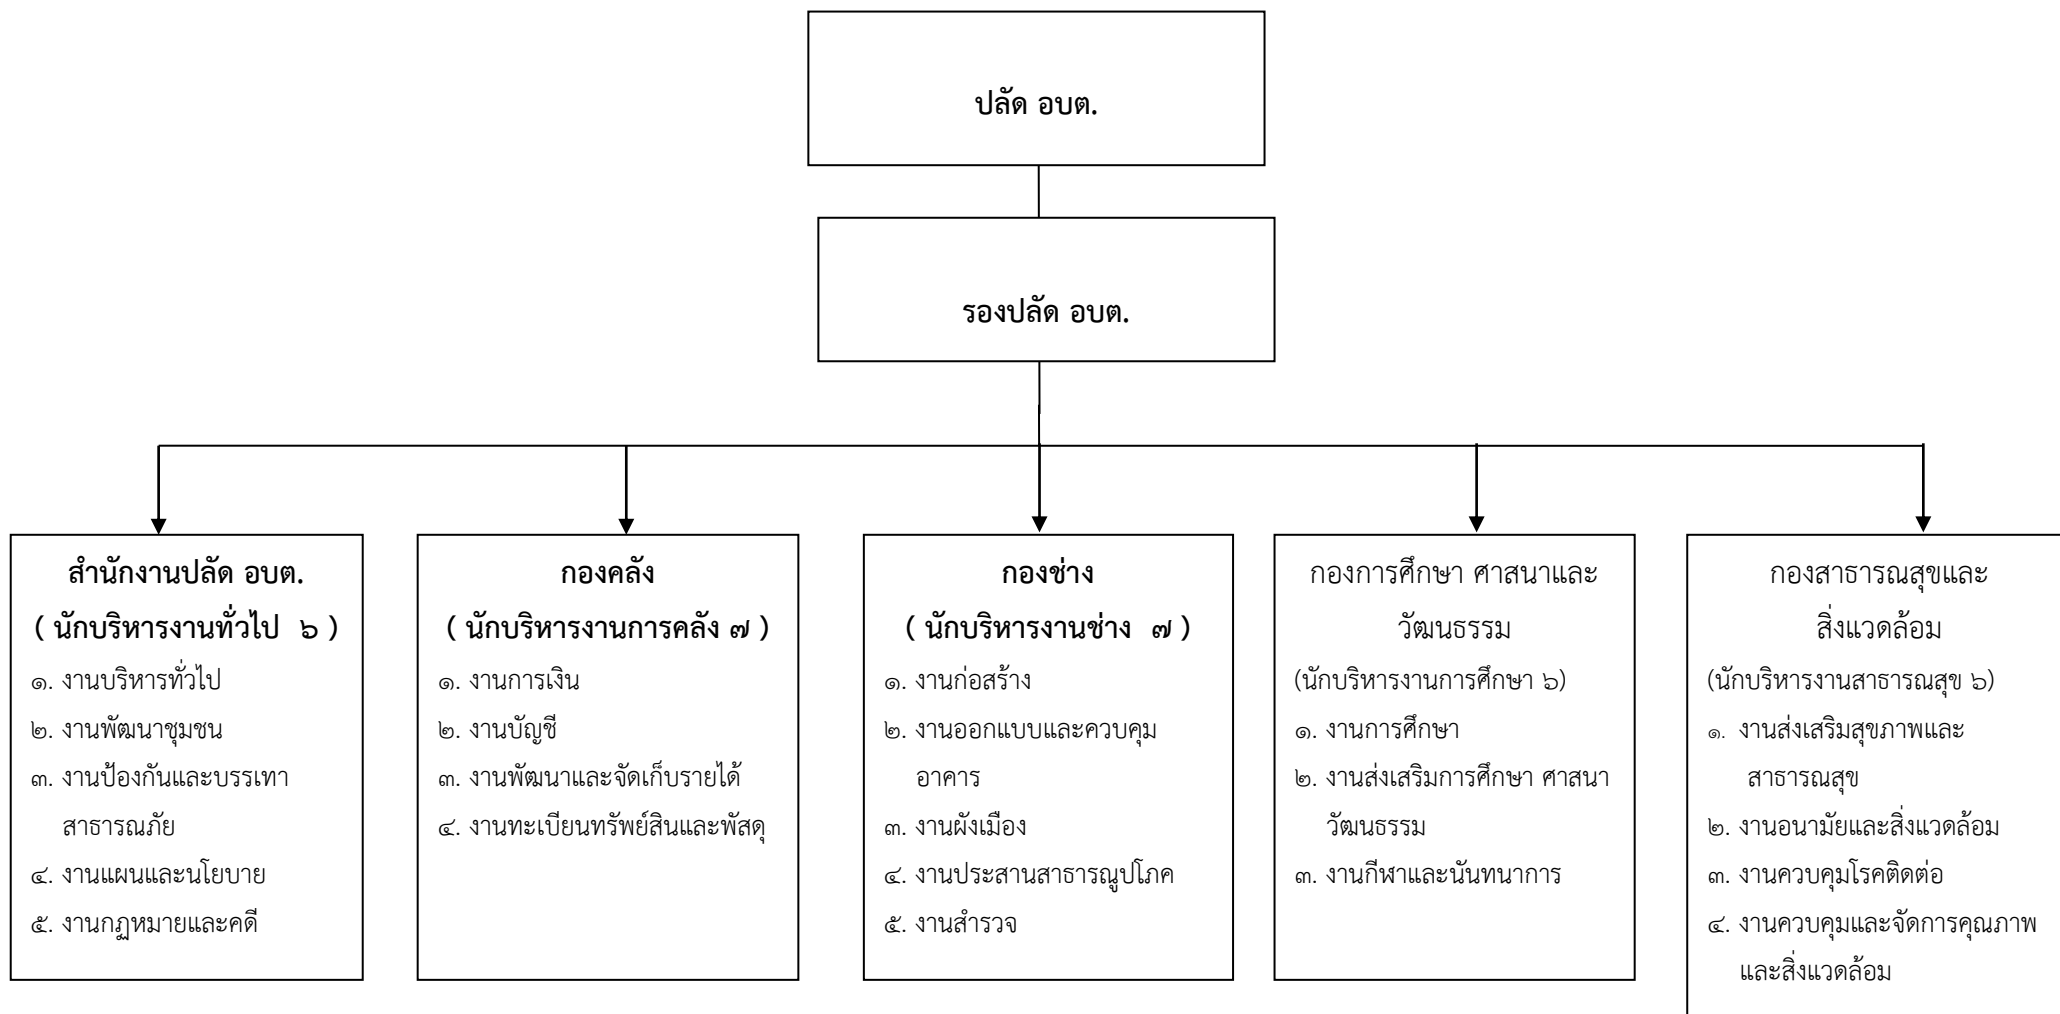 ปลัด อบต.
รองปลัด อบต.
สำนักงานปลัด อบต.
( นักบริหารงานทั่วไป  ๖ )
๑. งานบริหารทั่วไป
๒. งานพัฒนาชุมชน
๓. งานป้องกันและบรรเทา
สาธารณภัย
๔. งานแผนและนโยบาย
๕. งานกฎหมายและคดี
กองคลัง
( นักบริหารงานการคลัง ๗ )
๑. งานการเงิน
๒. งานบัญชี
๓. งานพัฒนาและจัดเก็บรายได้
๔. งานทะเบียนทรัพย์สินและพัสดุ
กองช่าง
( นักบริหารงานช่าง  ๗ )
๑. งานก่อสร้าง
๒. งานออกแบบและควบคุม
อาคาร
๓. งานผังเมือง
๔. งานประสานสาธารณูปโภค
๕. งานสำรวจ
กองการศึกษา ศาสนาและ
วัฒนธรรม
(นักบริหารงานการศึกษา ๖)
๑. งานการศึกษา
๒. งานส่งเสริมการศึกษา ศาสนา
วัฒนธรรม
๓. งานกีฬาและนันทนาการ
กองสาธารณสุขและ
สิ่งแวดล้อม
(นักบริหารงานสาธารณสุข ๖)
๑. งานส่งเสริมสุขภาพและ
สาธารณสุข
๒. งานอนามัยและสิ่งแวดล้อม
๓. งานควบคุมโรคติดต่อ
๔. งานควบคุมและจัดการคุณภาพ
และสิ่งแวดล้อม